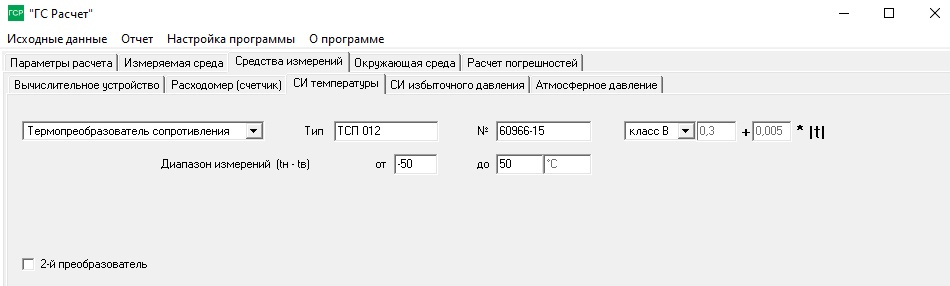 ГСР "ГС Расчет"
Исходные данные Отчет Настройка программы О программе
Параметры расчета Измеряемая среда Средства измерений Окружающая среда Расчет погрешностей
Вычислительное устройство Расходомер (счетчик) СИ температуры СИ избыточного давления Атмосферное давление
Термопреобразователь сопротивления Тип ТСП 012 № 60966-15 класс В 0,3 + 0,005 * |t|
Диапазон измерений (tн - tв) от -50 до 50 °С
2-й преобразователь